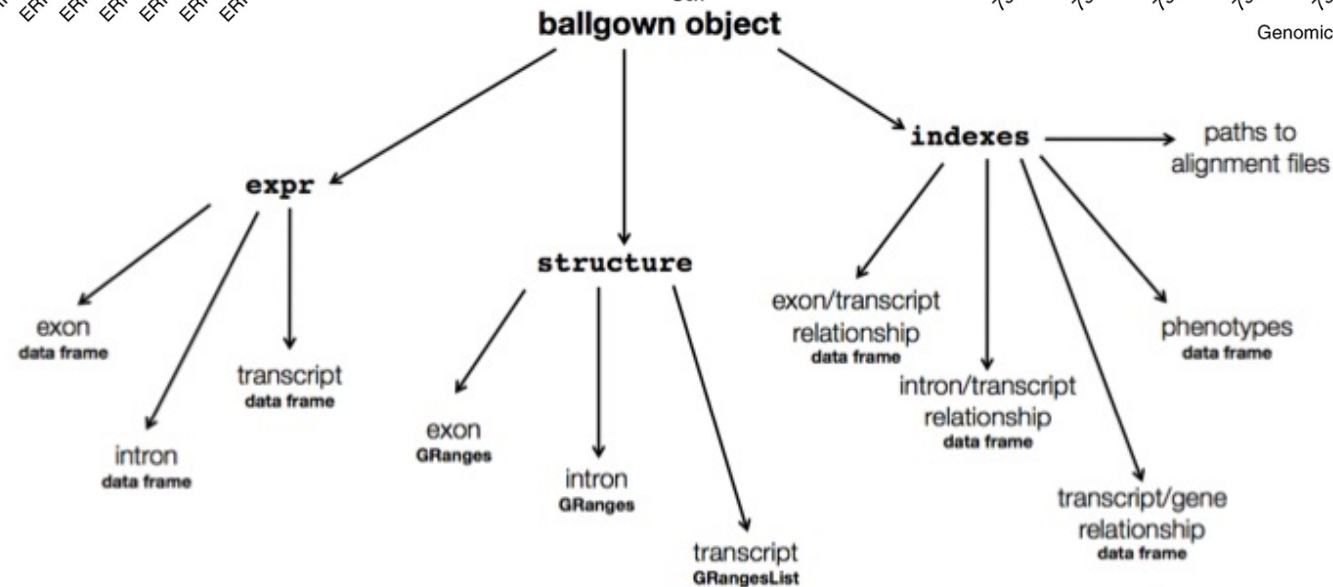 ballgown object
Genomic
indexes
paths to
alignment files
expr
structure
exon
data frame
transcript
data frame
intron
data frame
exon
GRanges
intron
GRanges
transcript
GRangesList
exon/transcript
relationship
data frame
intron/transcript
relationship
data frame
transcript/gene
relationship
data frame
phenotypes
data frame